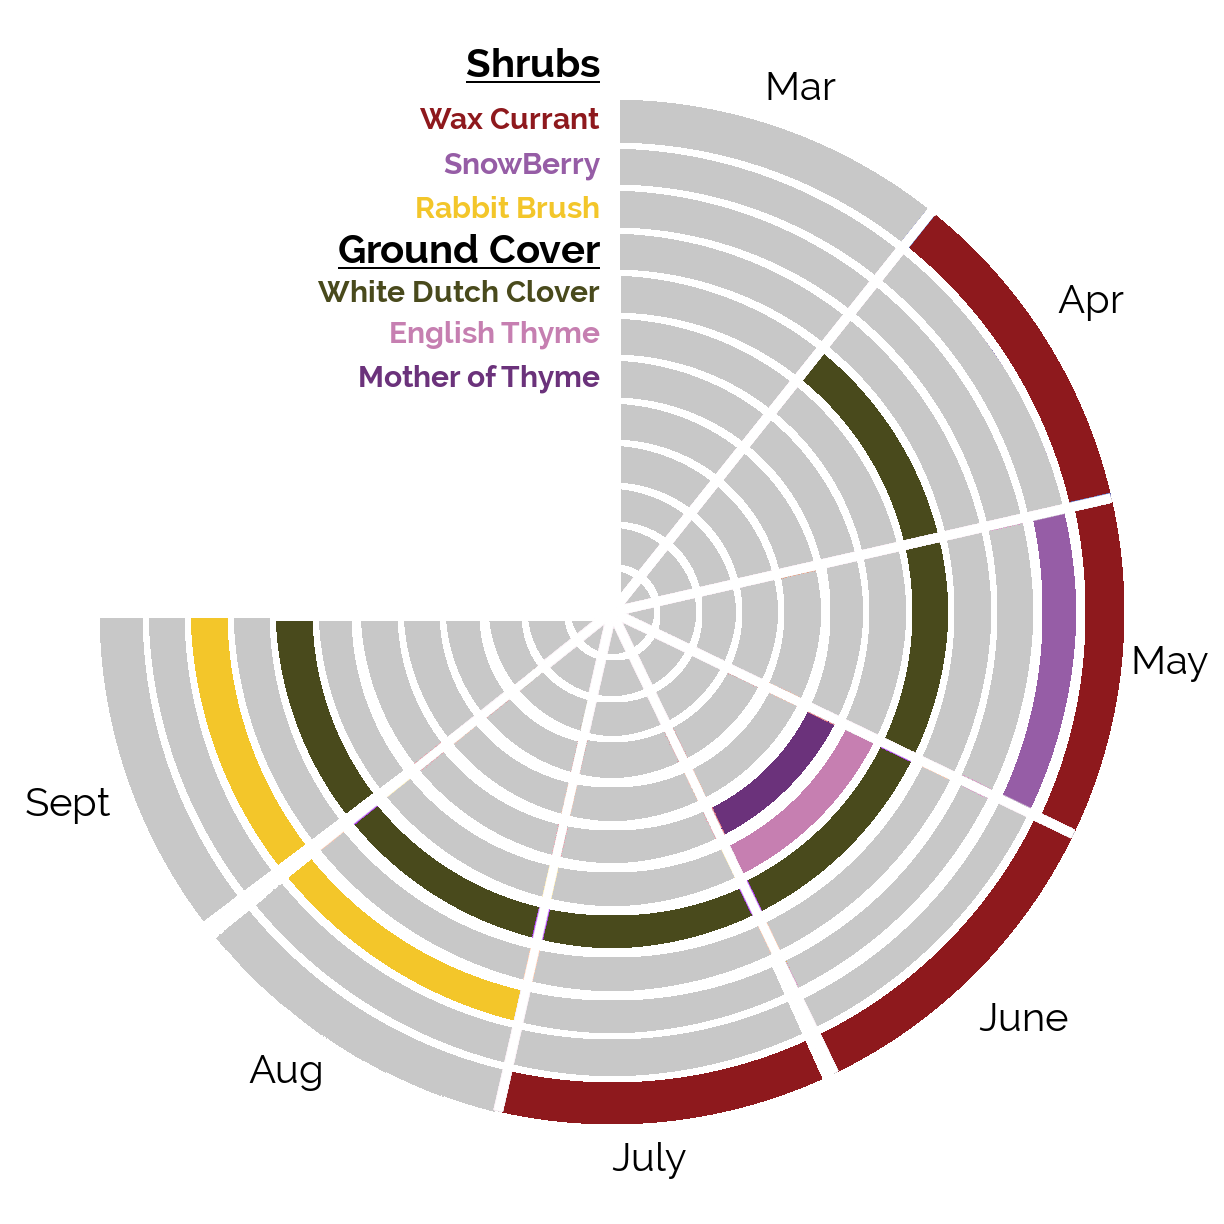 Shrubs
Wax Currant
SnowBerry
Rabbit Brush
Ground Cover
White Dutch Clover
English Thyme
Mother of Thyme
Mar
Apr
May
June
July
Aug
Sept